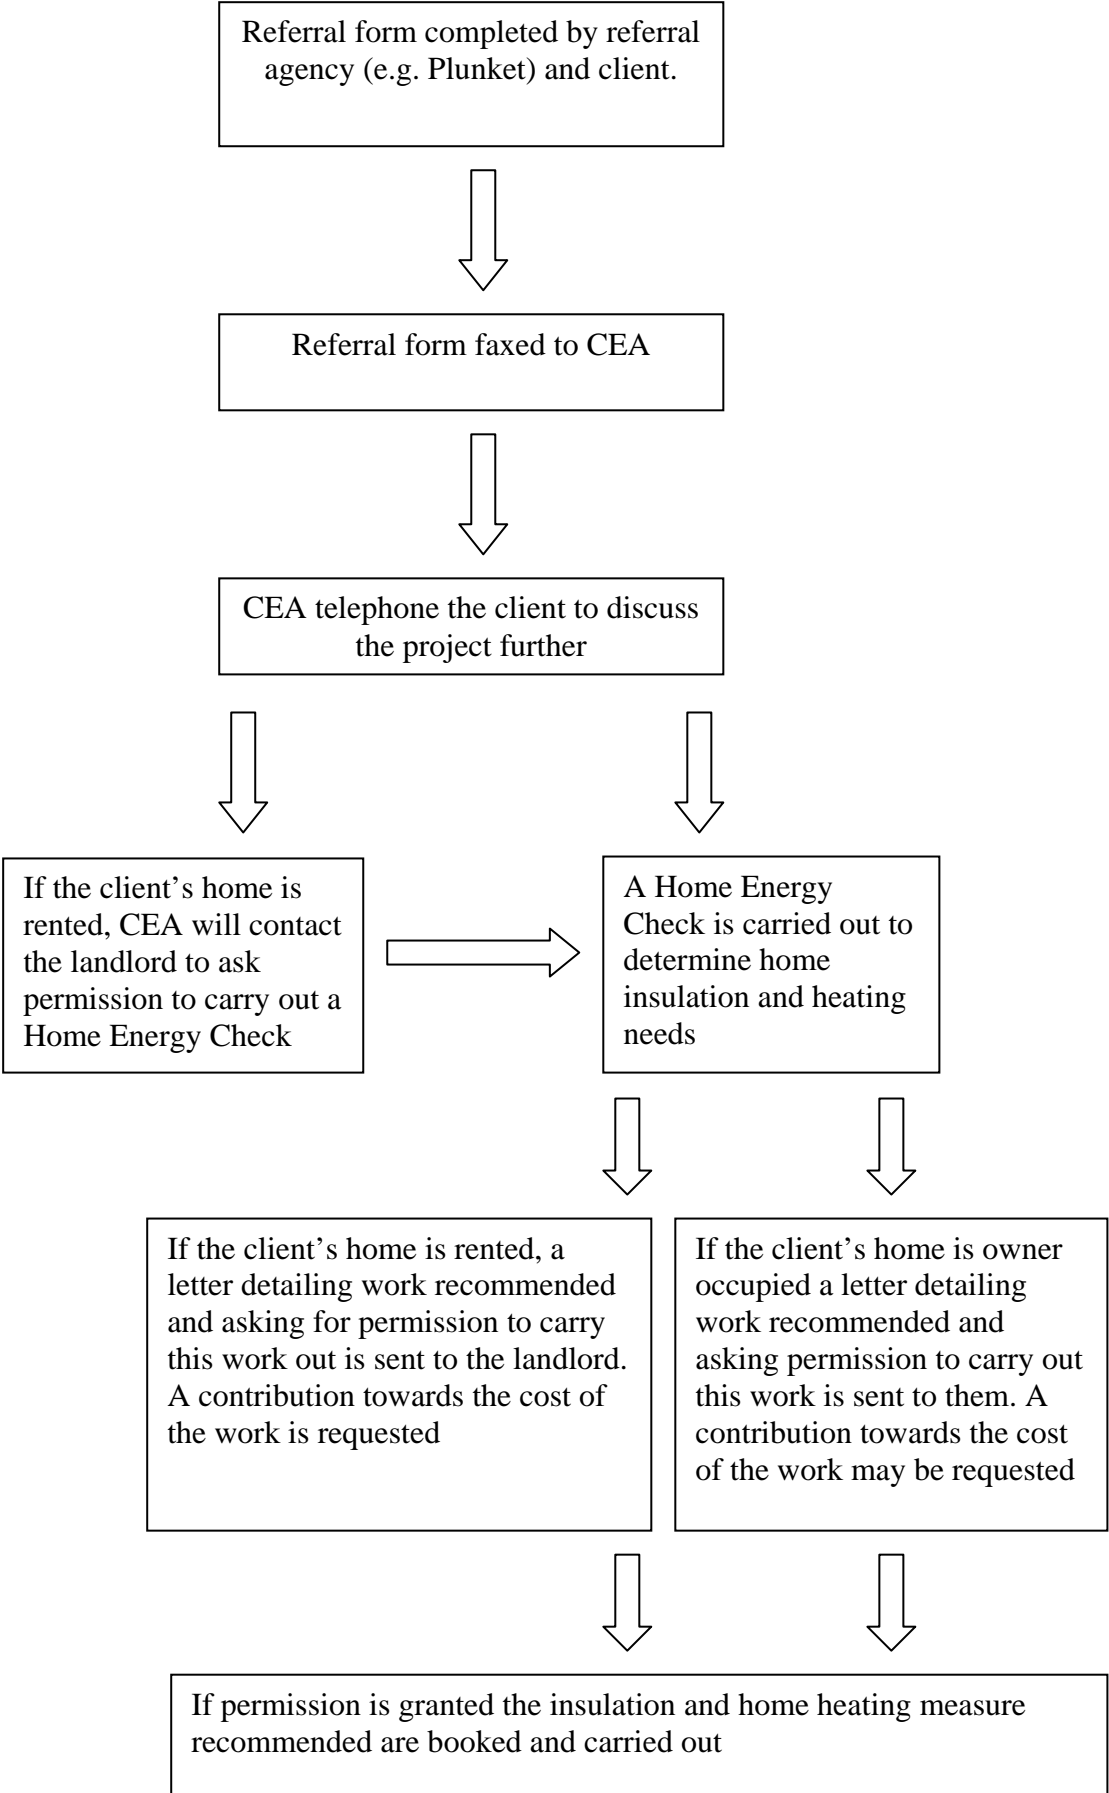 Referral form completed by referral
agency (e.g. Plunket) and client.
Referral form faxed to CEA
CEA telephone the client to discuss
the project further
If the client’s home is
rented, CEA will contact
the landlord to ask
permission to carry out a
Home Energy Check
A Home Energy
Check is carried out to
determine home
insulation and heating
needs
If the client’s home is rented, a
letter detailing work recommended
and asking for permission to carry
this work out is sent to the landlord.
A contribution towards the cost of
the work is requested
If the client’s home is owner
occupied a letter detailing
work recommended and
asking permission to carry out
this work is sent to them. A
contribution towards the cost
of the work may be requested
If permission is granted the insulation and home heating measure
recommended are booked and carried out